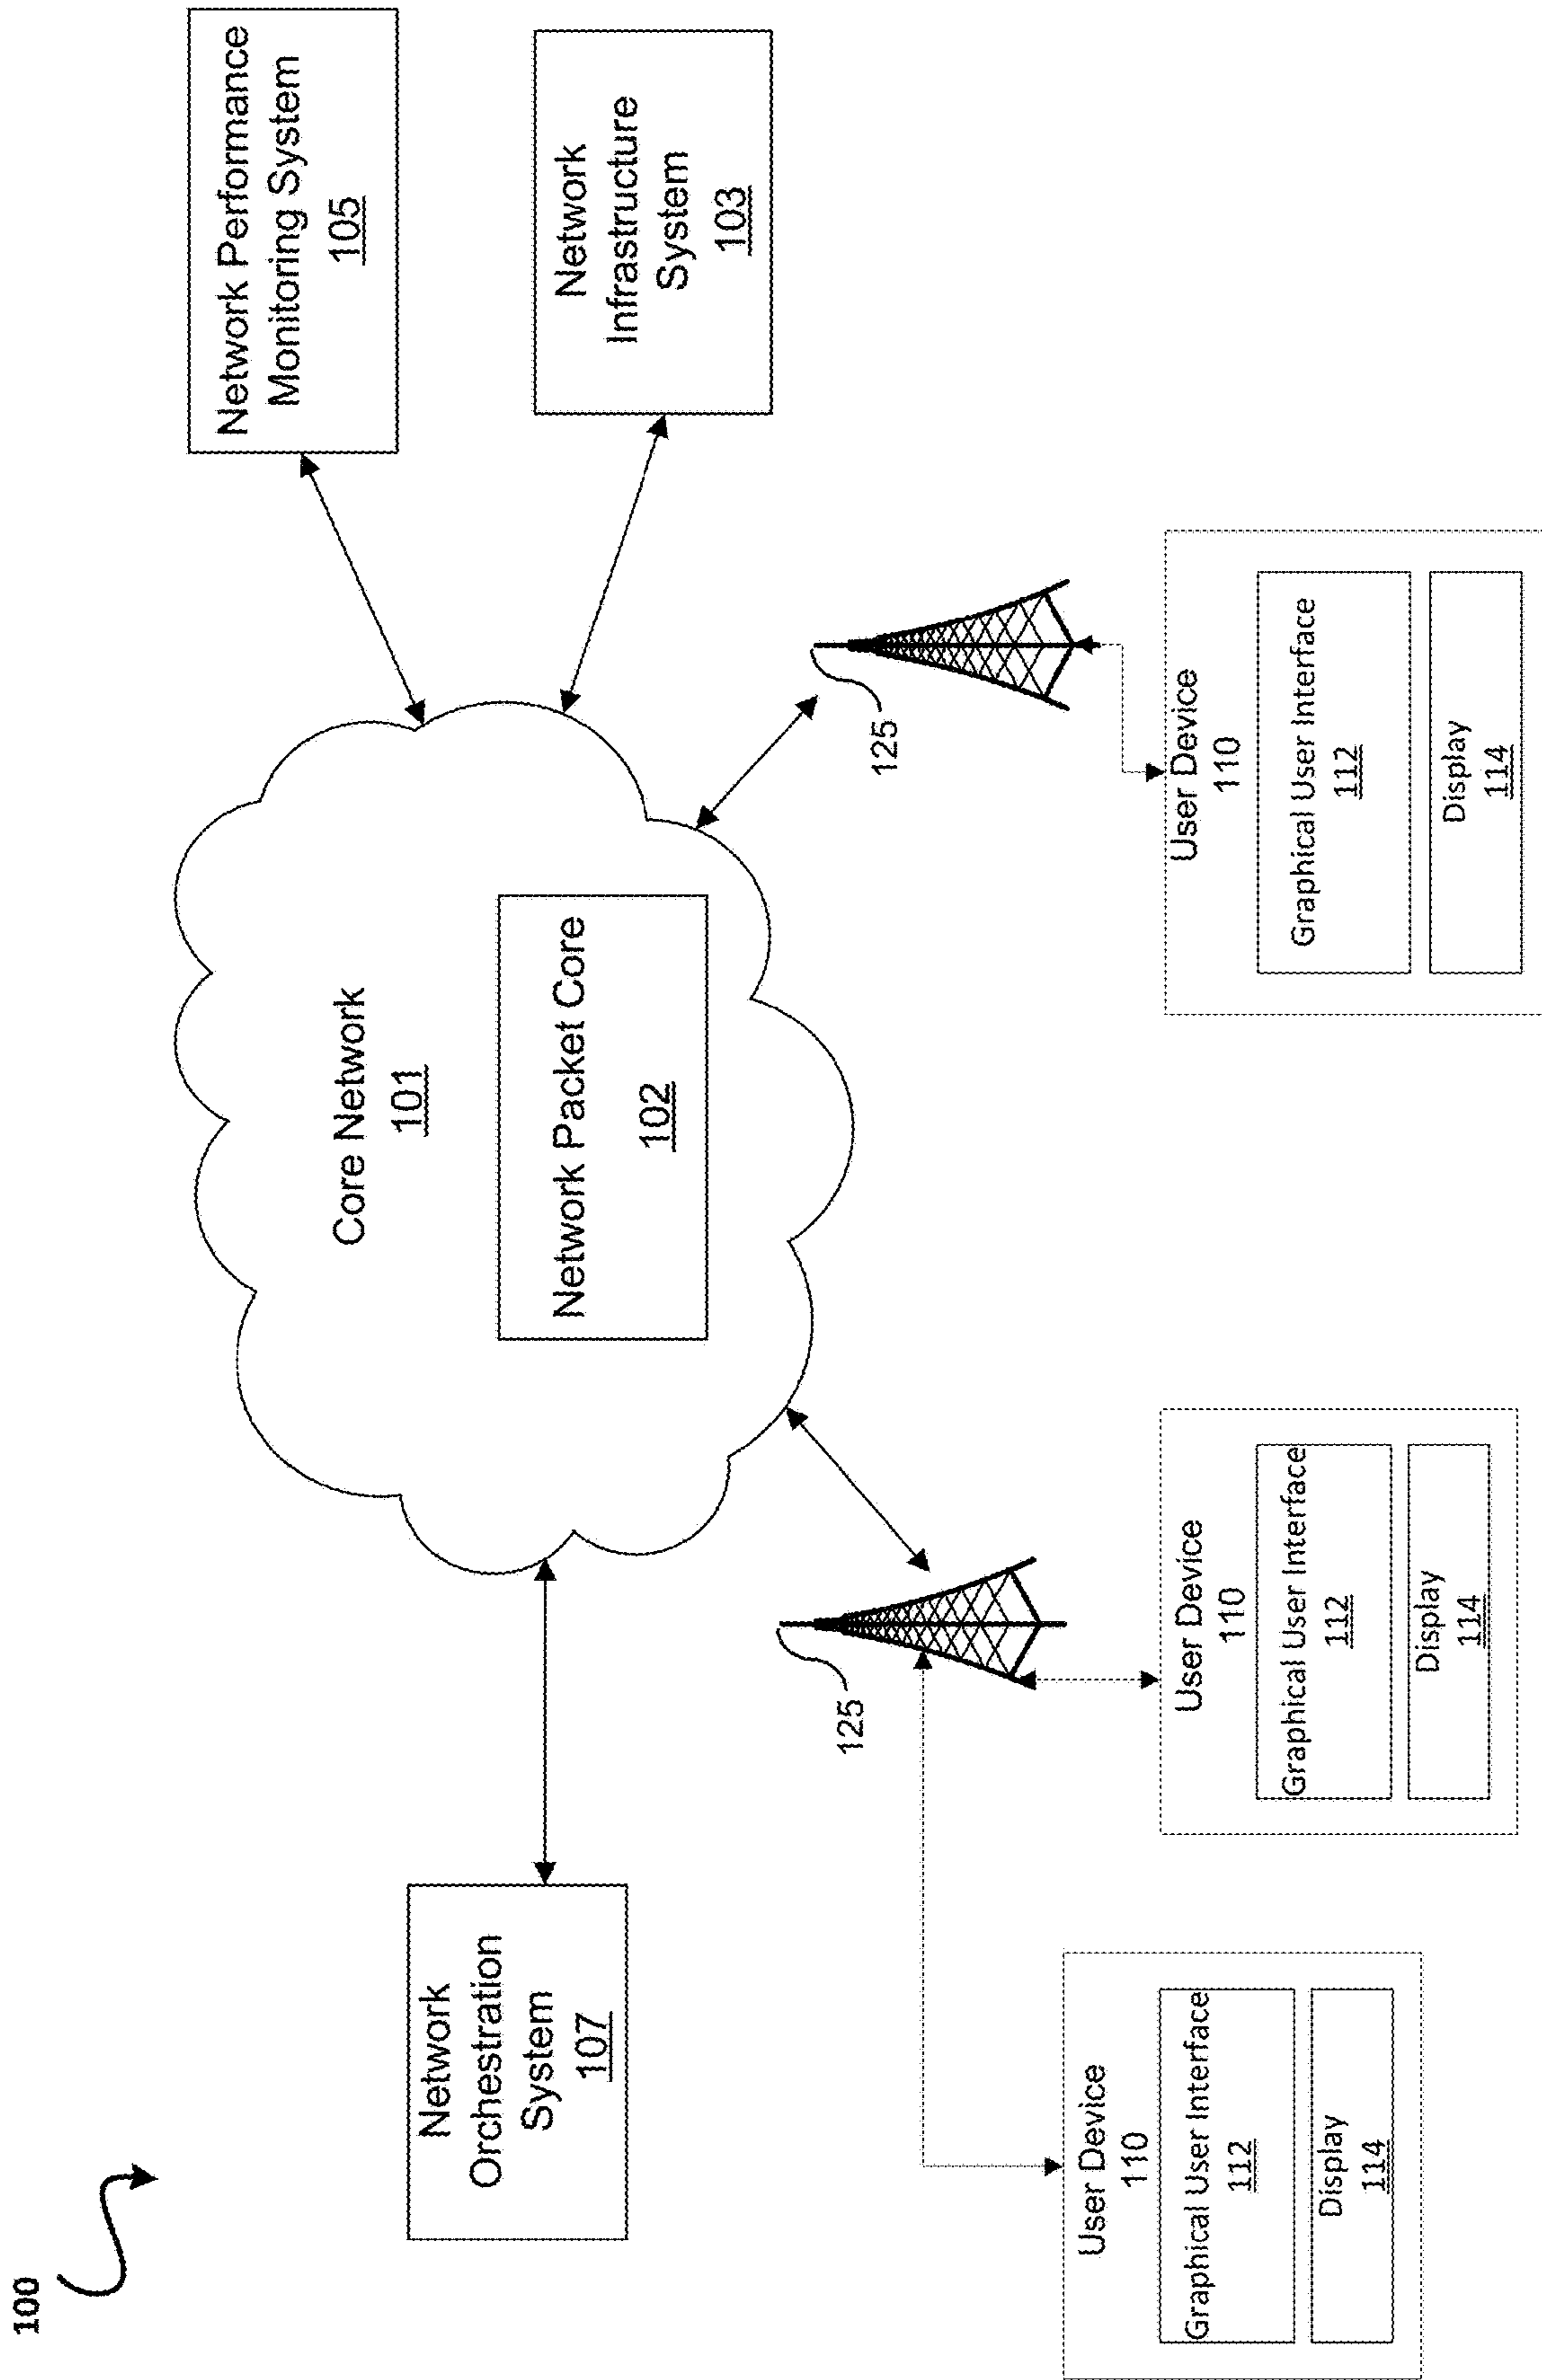 100
Network
Orchestration
System
107
Core Network
101
Network Packet Core
102
Network Performance
Monitoring System
105
Network
Infrastructure
System
103
125
125
User Device
110
Graphical User Interface
112
Display
114
User Device
110
Graphical User Interface
112
Display
114
User Device
110
Graphical User Interface
112
Display
114